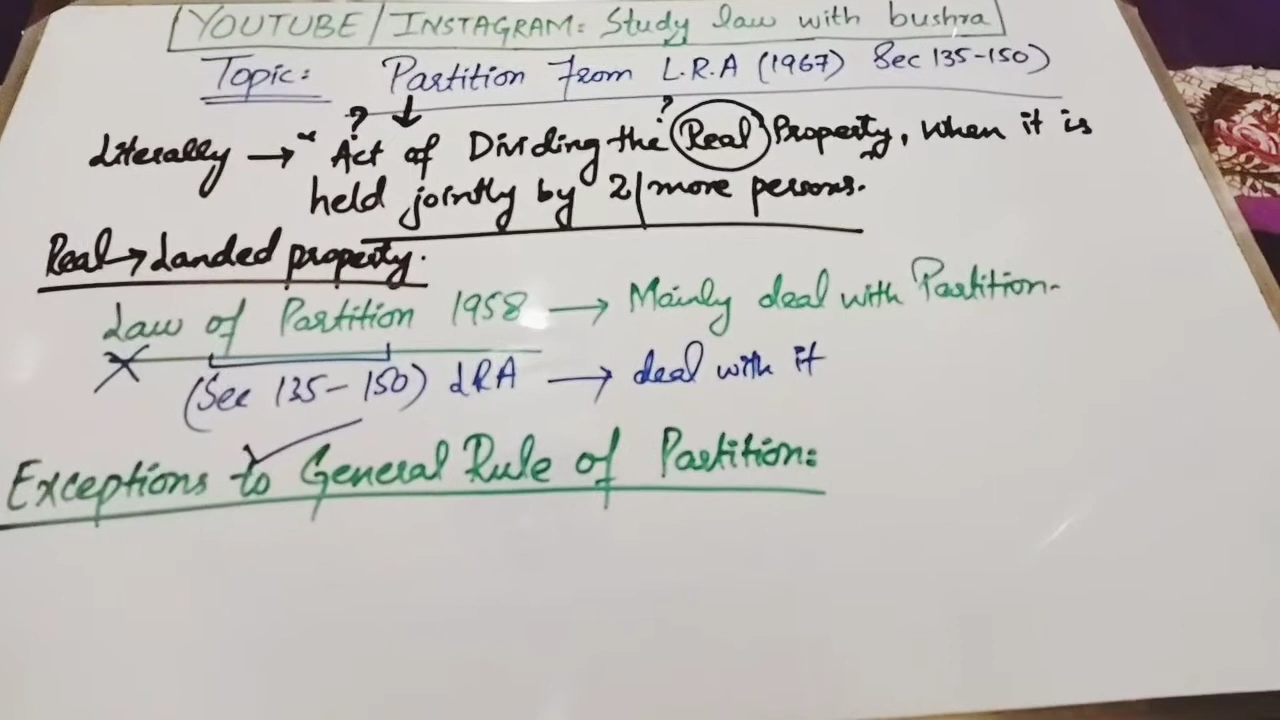 YOUTUBE/INSTAGRAM: Study law with bushra
Topic: Partition From L.R.A (1967) Sec 135-150)
? ?
Literally → " Act of Dividing the Real Property, when it is
held jointly by 2/more persons.
Real → Landed property.
Law of Partition 1958 → Mainly deal with Partition.
(Sec 135-150) LRA → deal with it
Exceptions to General Rule of Partition: